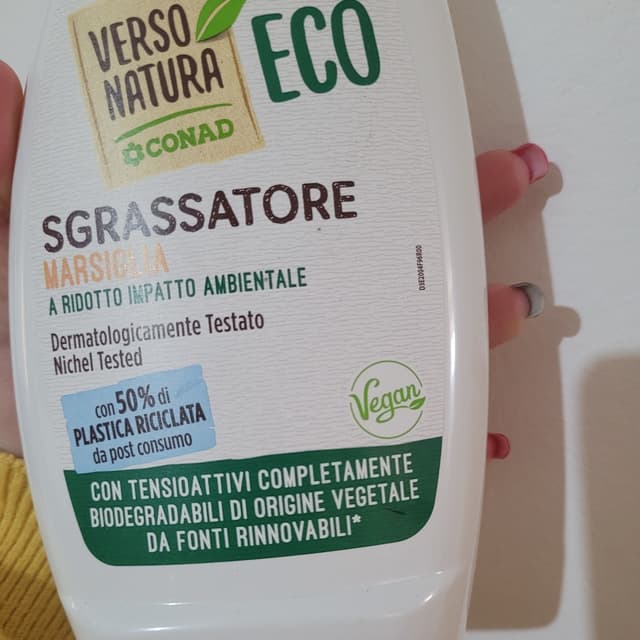 VERSO
NATURA
CONAD
ECO
SGRASSATORE
MARSIGLIA
A RIDOTTO IMPATTO AMBIENTALE
Dermatologicamente Testato
Nichel Tested
con 50% di
PLASTICA RICICLATA
da post consumo
Vegan
CON TENSIOATTIVI COMPLETAMENTE
BIODEGRADABILI DI ORIGINE VEGETALE
DA FONTI RINNOVABILI*